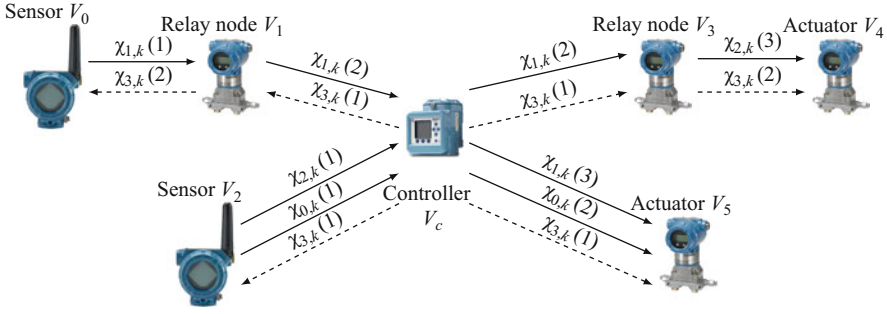 Sensor V0
Relay node V1
Relay node V3
Actuator V4
χ1,k(1)
χ3,k(2)
χ1,k(2)
χ3,k(1)
χ1,k(2)
χ3,k(1)
χ2,k(3)
χ3,k(2)
Sensor V2
χ2,k(1)
χ0,k(1)
χ3,k(1)
Controller
Vc
χ1,k(3)
χ0,k(2)
χ3,k(1)
Actuator V5